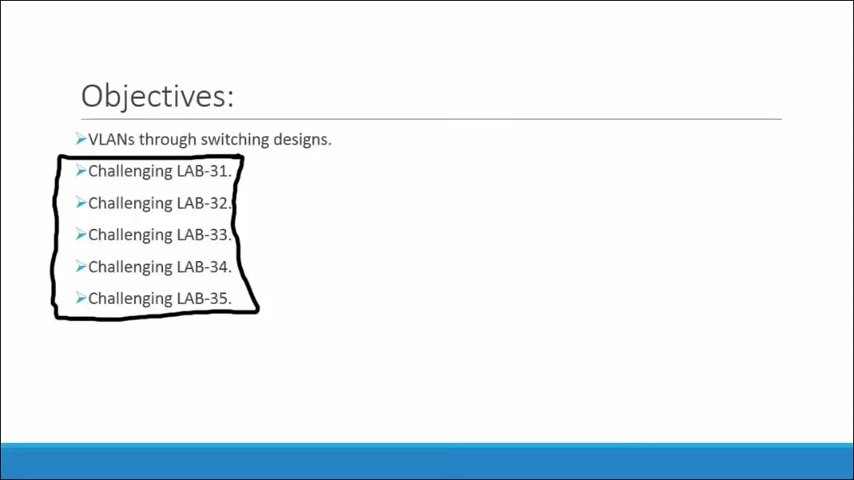 Objectives:
VLANs through switching designs.
Challenging LAB-31.
Challenging LAB-32.
Challenging LAB-33.
Challenging LAB-34.
Challenging LAB-35.